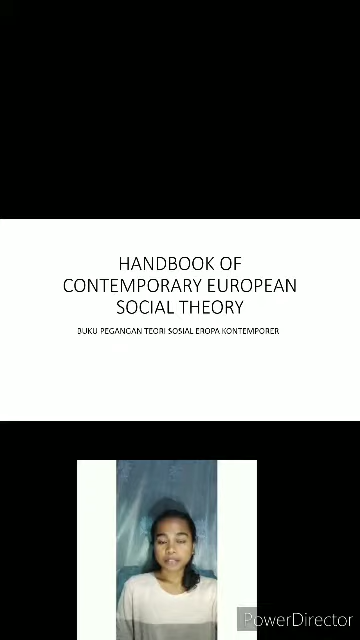 HANDBOOK OF
CONTEMPORARY EUROPEAN
SOCIAL THEORY
BUKU PEGANGAN TEORI SOSIAL EROPA KONTEMPORER
PowerDirector